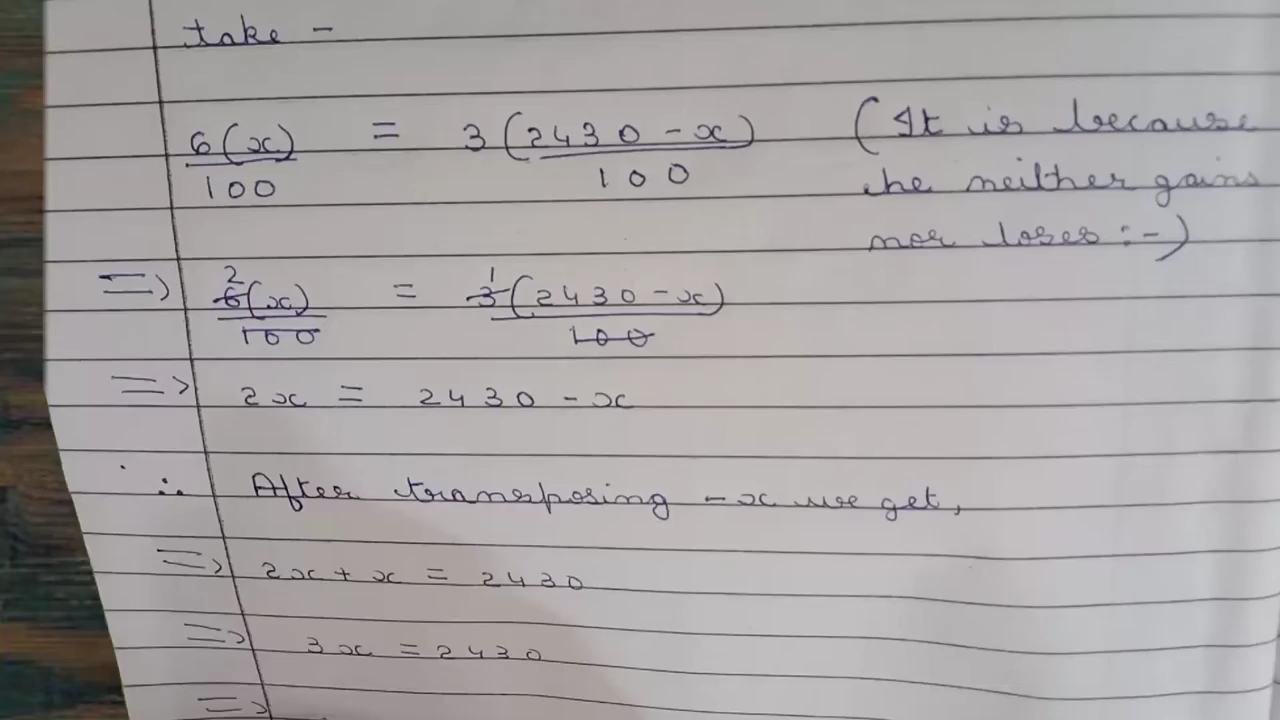 take -
6(x)/100 = 3(2430-x)/100 (It is because
he neither gains
nor loses :-)
=> 2 6(x)/100 = 1 3(2430-x)/100
=> 2x = 2430 - x
∴ After transposing -x we get,
=> 2x + x = 2430
=> 3x = 2430
=>